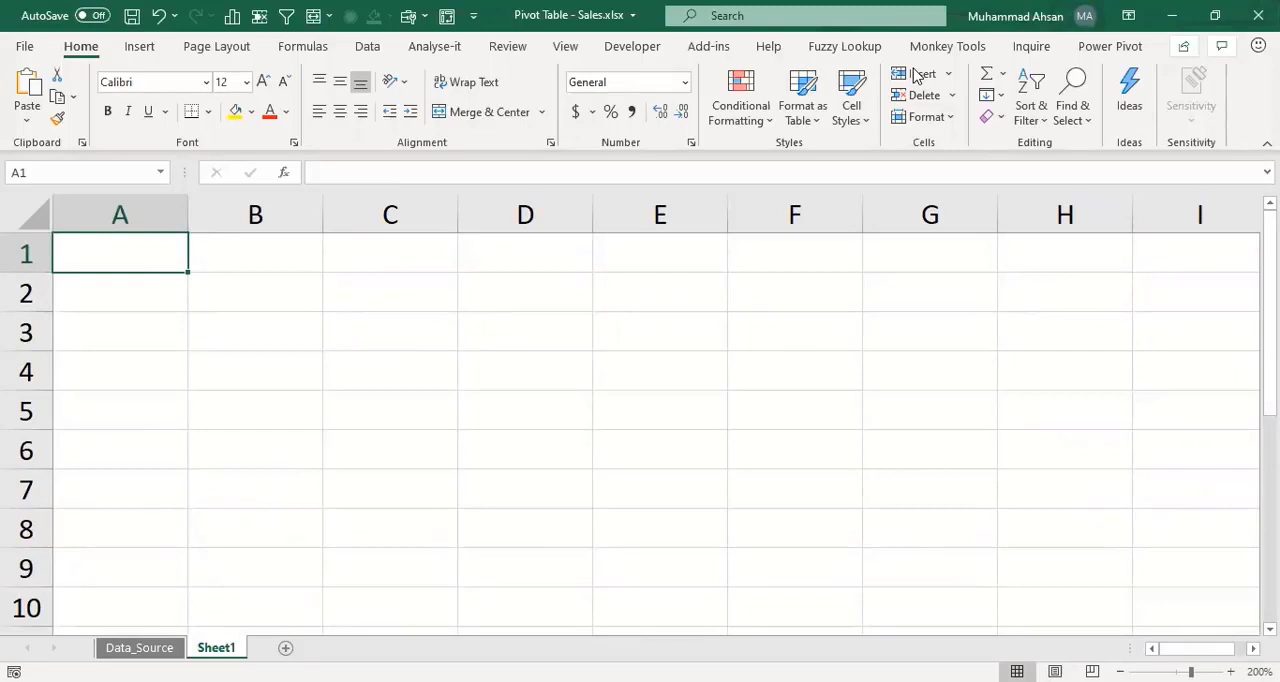 AutoSave Off Pivot Table - Sales.xlsx Search Muhammad Ahsan MA
File Home Insert Page Layout Formulas Data Analyse-it Review View Developer Add-ins Help Fuzzy Lookup Monkey Tools Inquire Power Pivot
Paste
Calibri 12
B I U A
Wrap Text
Merge & Center
General
$ % ,
Conditional Formatting
Format as Table
Cell Styles
Insert
Delete
Format
Sort & Filter
Find & Select
Ideas
Sensitivity
Clipboard Font Alignment Number Styles Cells Editing Ideas Sensitivity
A1 fx
A B C D E F G H I
1
2
3
4
5
6
7
8
9
10
Data_Source Sheet1
200%